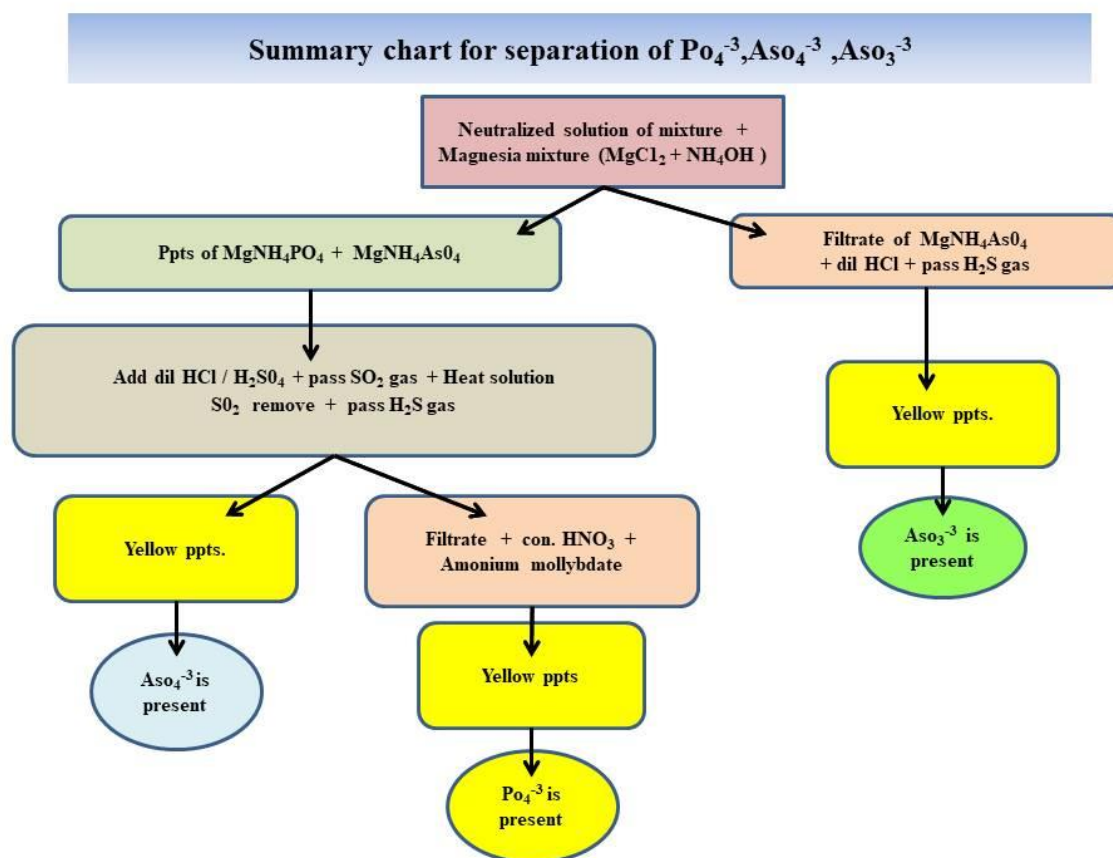 Summary chart for separation of Po₄⁻³,Aso₄⁻³ ,Aso₃⁻³
Neutralized solution of mixture +
Magnesia mixture (MgCl₂ + NH₄OH )
Ppts of MgNH₄PO₄ + MgNH₄As0₄
Filtrate of MgNH₄As0₄
+ dil HCl + pass H₂S gas
Add dil HCl / H₂S0₄ + pass SO₂ gas + Heat solution
S0₂ remove + pass H₂S gas
Yellow ppts.
Yellow ppts.
Filtrate + con. HNO₃ +
Amonium mollybdate
Aso₃⁻³ is
present
Aso₄⁻³ is
present
Yellow ppts
Po₄⁻³ is
present